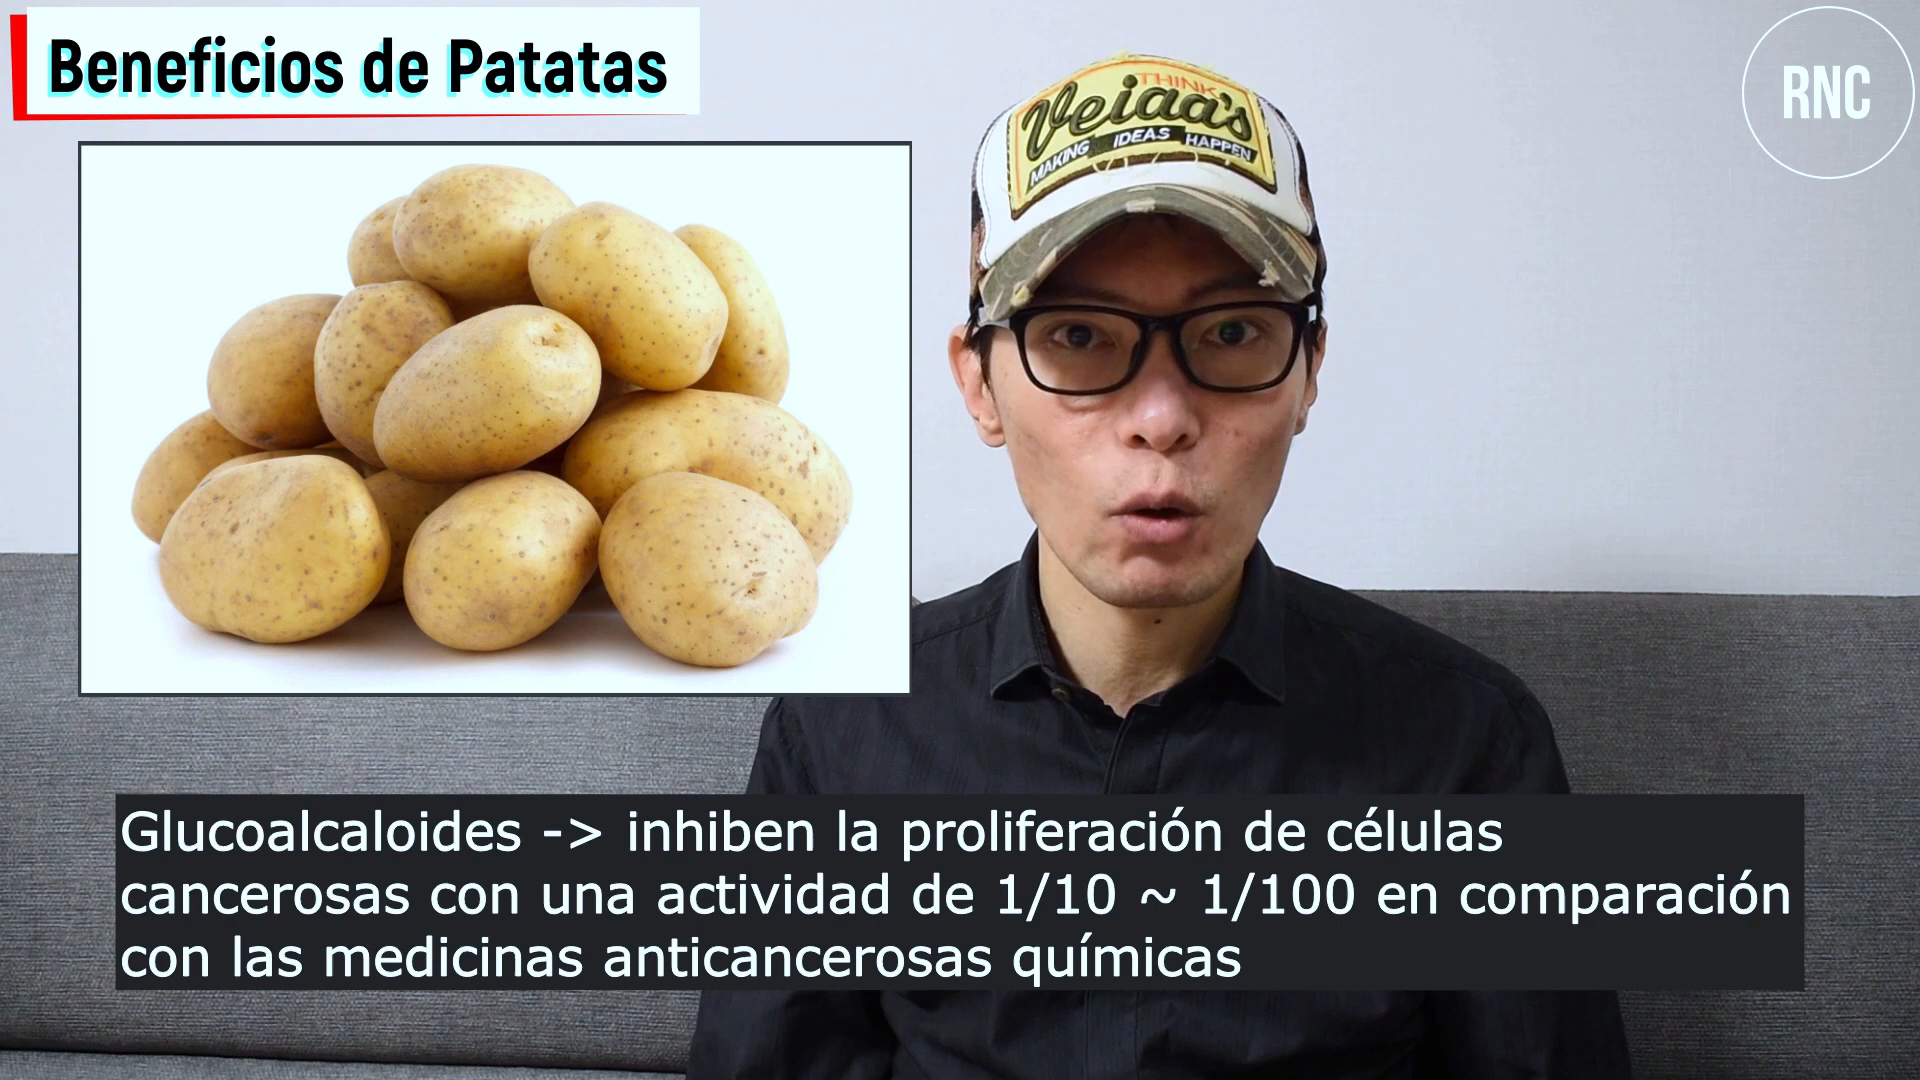 Beneficios de Patatas
RNC
THINK
Veiaa's
MAKING IDEAS HAPPEN
Glucoalcaloides -> inhiben la proliferación de células
cancerosas con una actividad de 1/10 ~ 1/100 en comparación
con las medicinas anticancerosas químicas